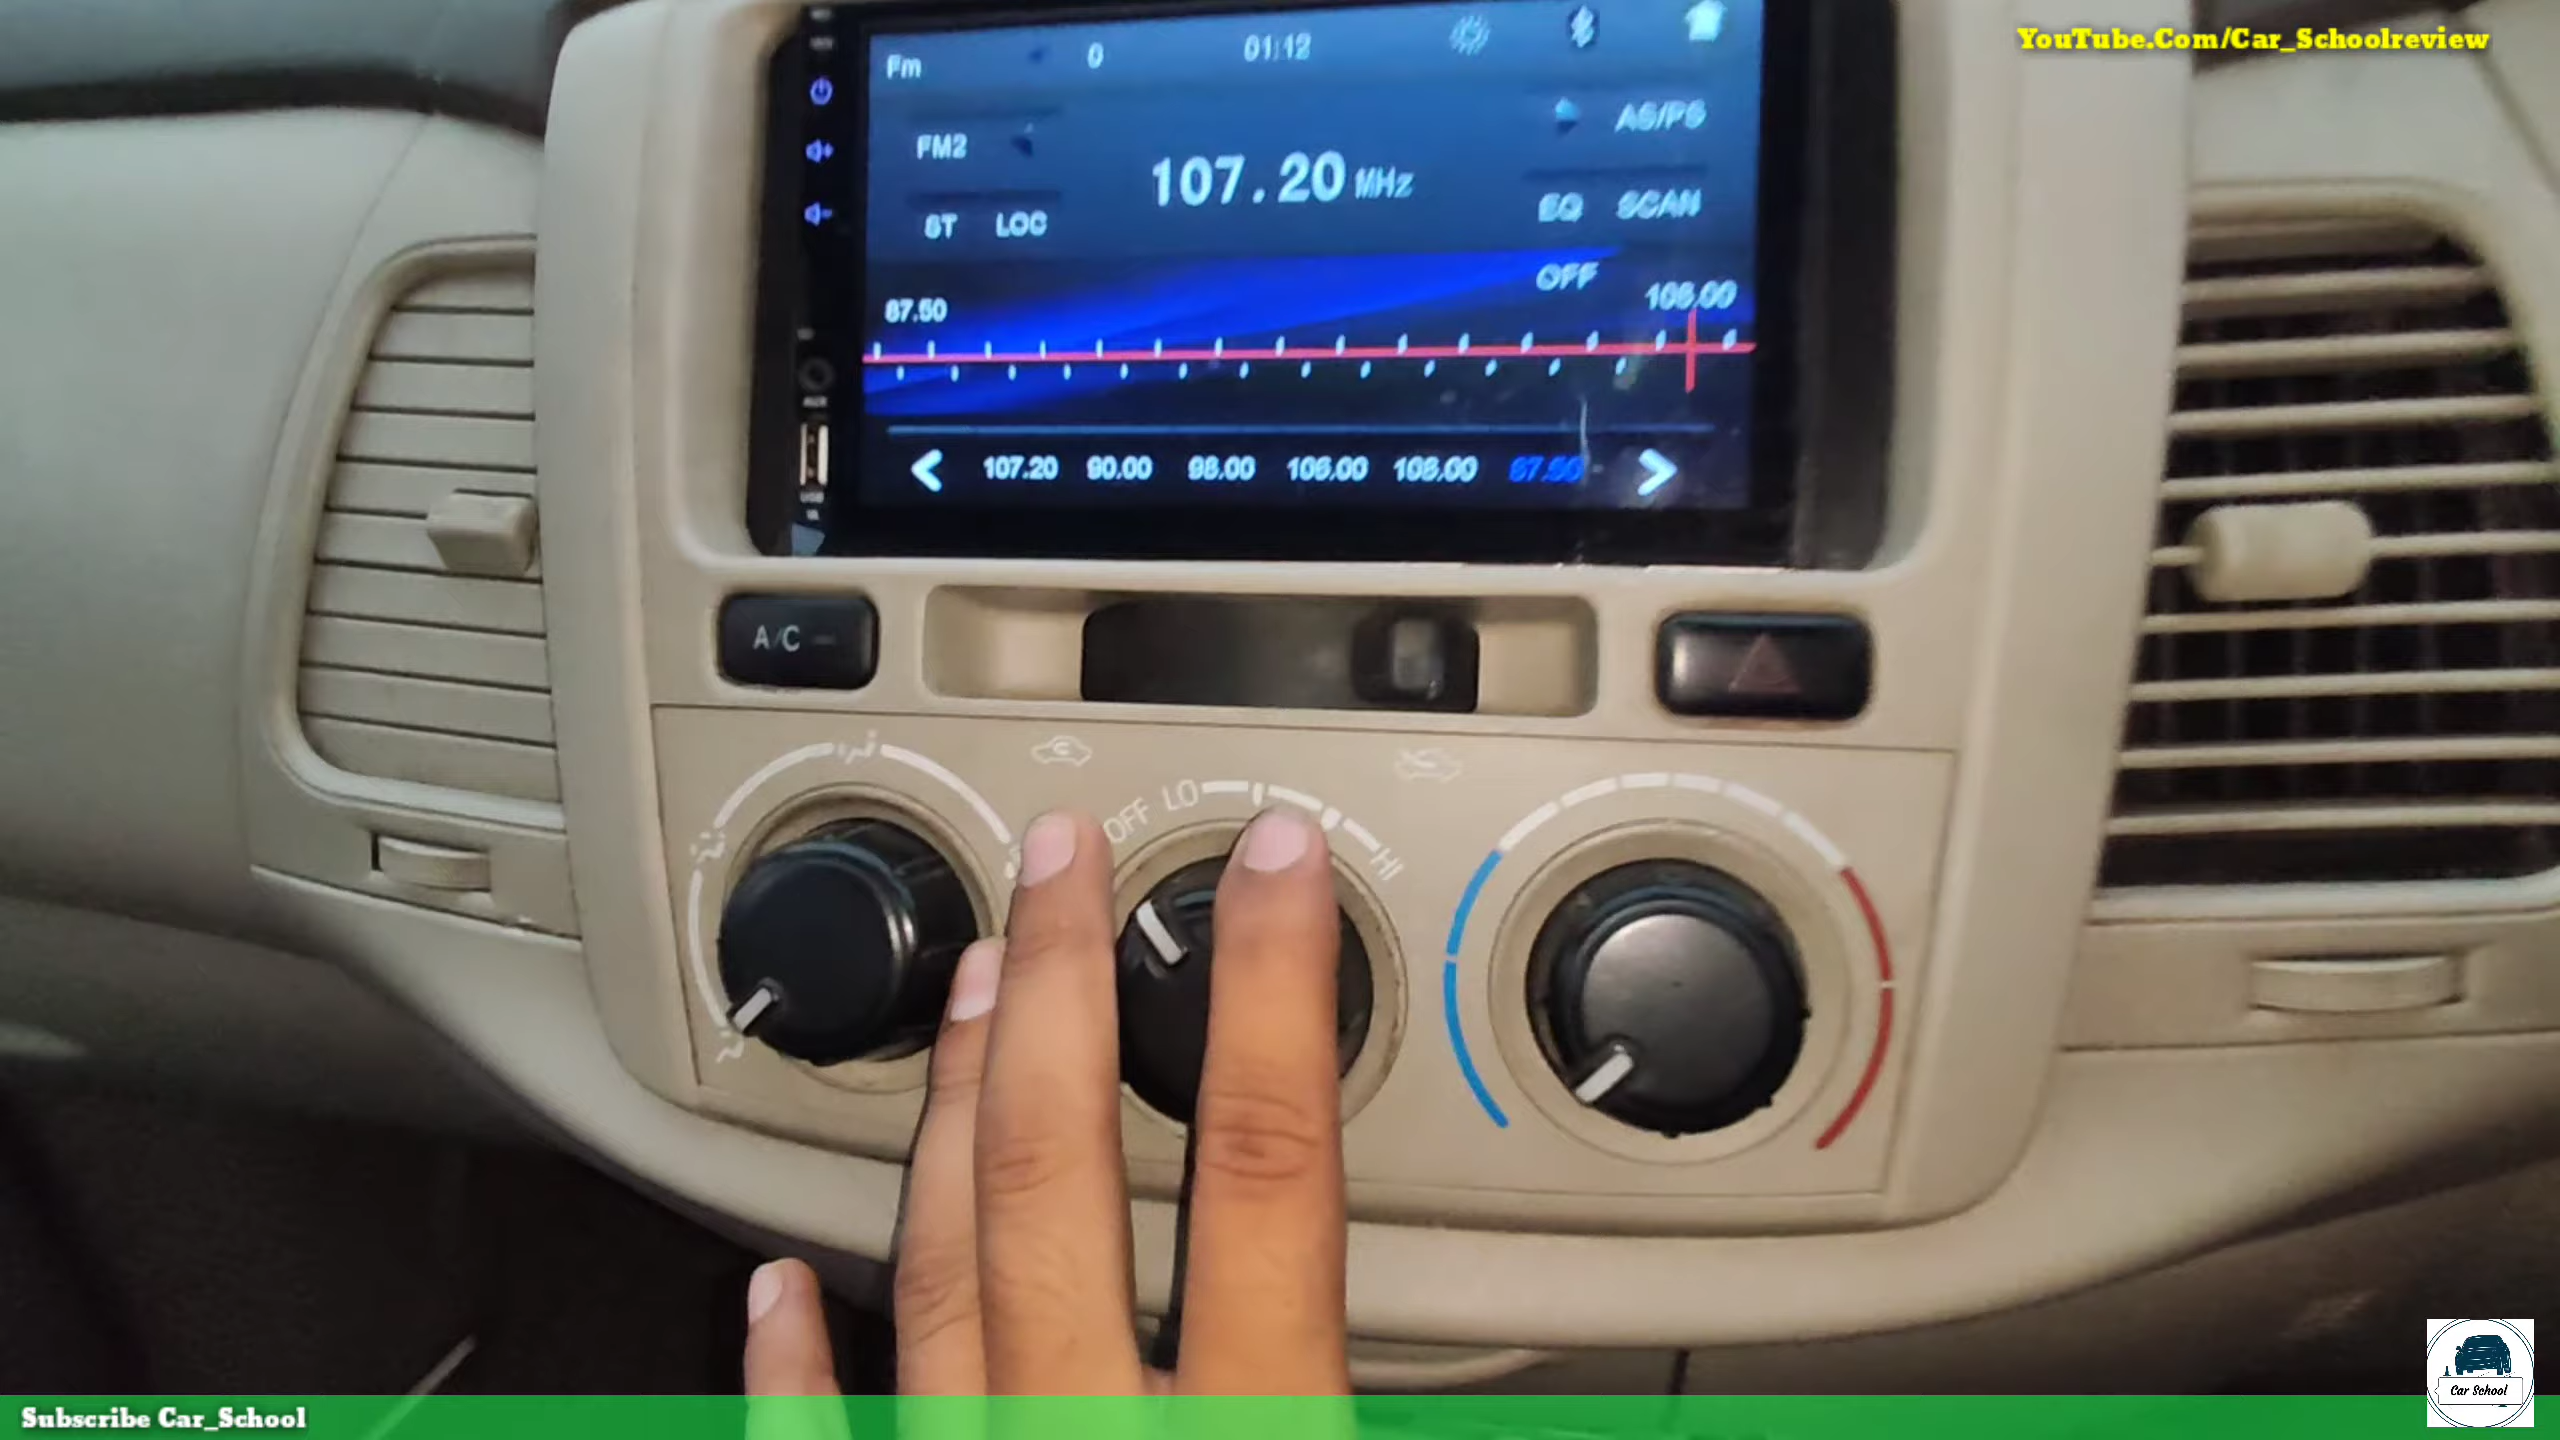 YouTube.Com/Car_Schoolreview
Fm 0 01:12
FM2 AS/PS
107.20 MHz
ST LOC EQ SCAN
OFF
87.50 108.00
AUX
USB
107.20 90.00 98.00 106.00 108.00 87.50
A/C
OFF LO HI
Car School
Subscribe Car_School